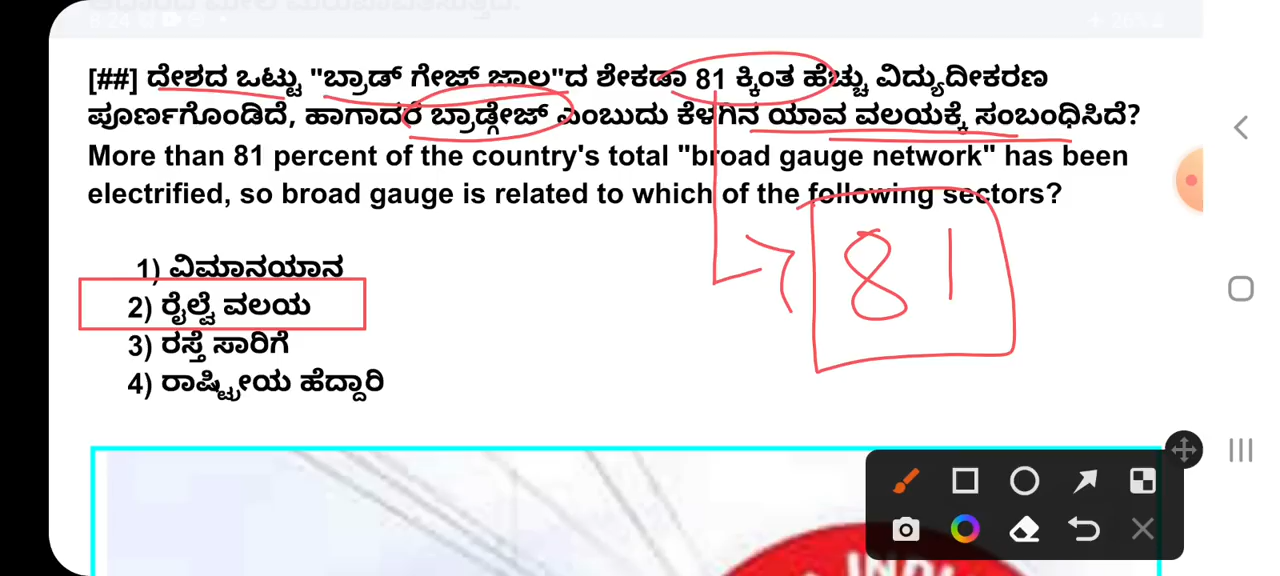 8:24
[##] ದೇಶದ ಒಟ್ಟು "ಬ್ರಾಡ್ ಗೇಜ್ ಜಾಲ"ದ ಶೇಕಡಾ 81 ಕ್ಕಿಂತ ಹೆಚ್ಚು ವಿದ್ಯುದೀಕರಣ
ಪೂರ್ಣಗೊಂಡಿದೆ, ಹಾಗಾದರೆ ಬ್ರಾಡ್ಗೇಜ್ ಎಂಬುದು ಕೆಳಗಿನ ಯಾವ ವಲಯಕ್ಕೆ ಸಂಬಂಧಿಸಿದೆ?
More than 81 percent of the country's total "broad gauge network" has been
electrified, so broad gauge is related to which of the following sectors?
81
1) ವಿಮಾನಯಾನ
2) ರೈಲ್ವೆ ವಲಯ
3) ರಸ್ತೆ ಸಾರಿಗೆ
4) ರಾಷ್ಟ್ರೀಯ ಹೆದ್ದಾರಿ